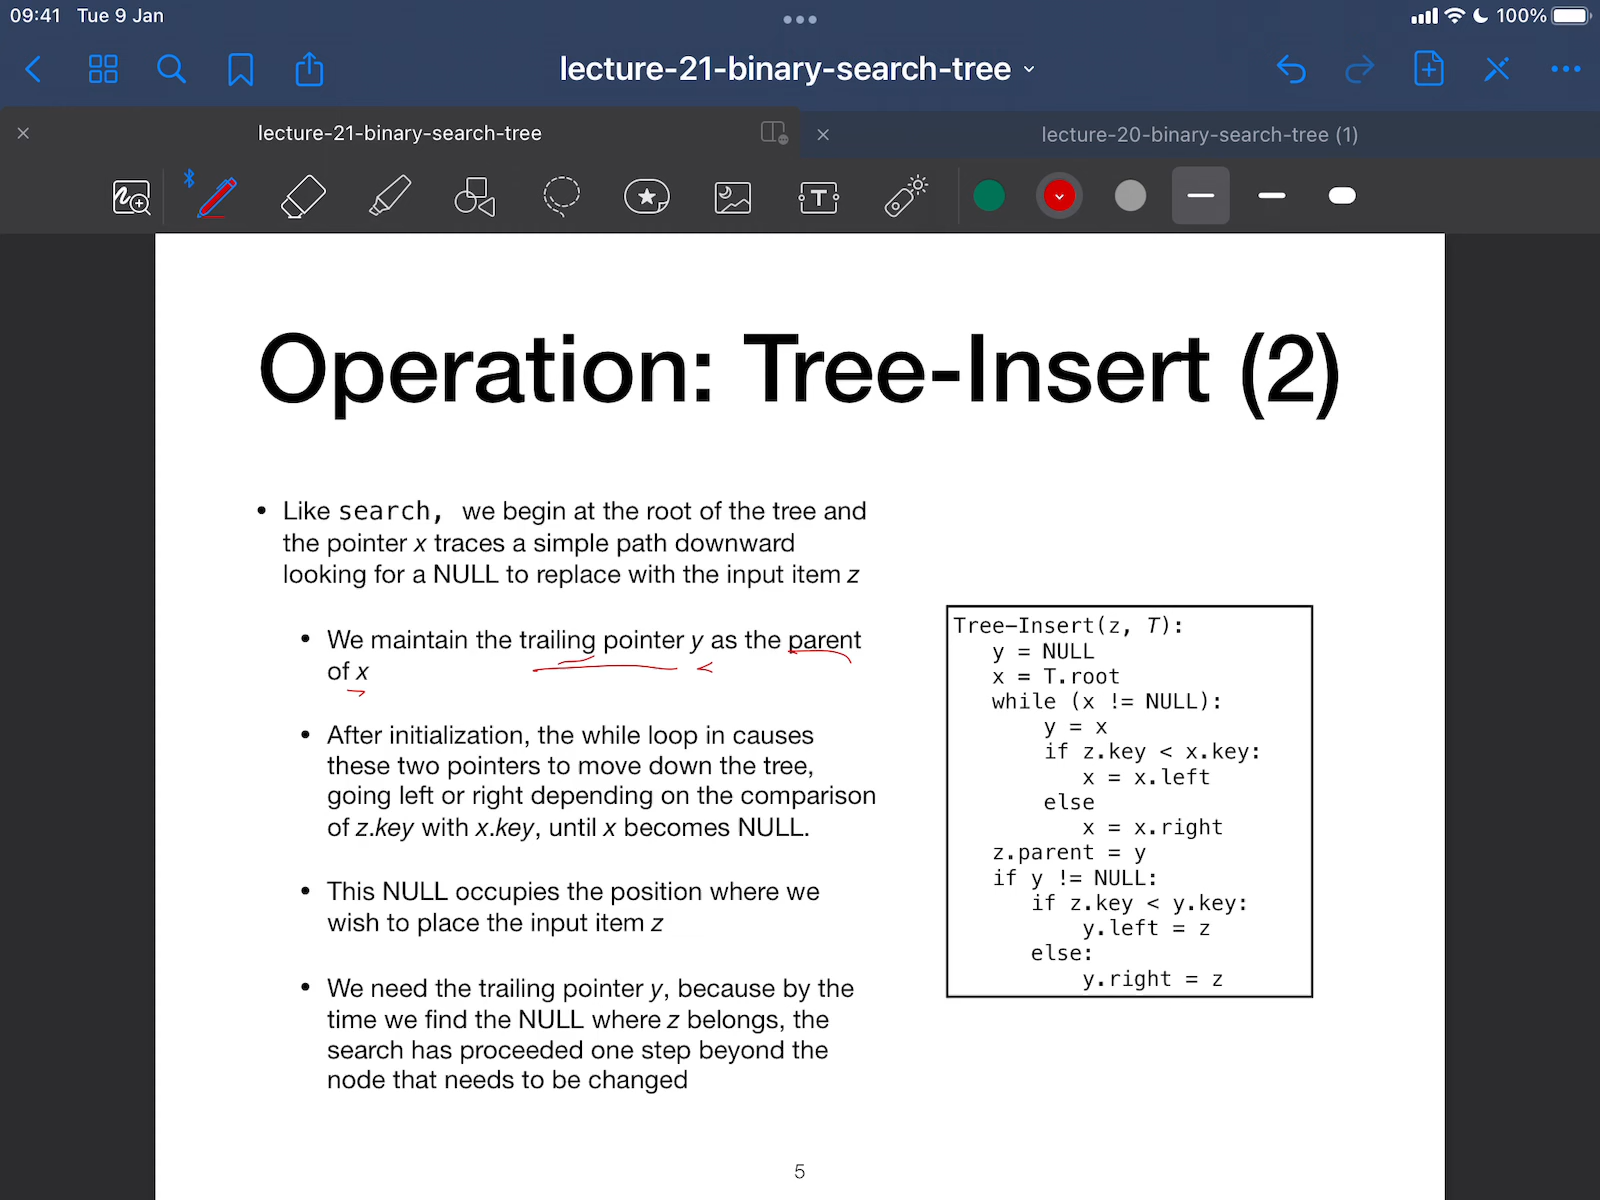 09:41 Tue 9 Jan
100%
lecture-21-binary-search-tree
lecture-21-binary-search-tree
lecture-20-binary-search-tree (1)
T
Operation: Tree-Insert (2)
• Like search, we begin at the root of the tree and
the pointer x traces a simple path downward
looking for a NULL to replace with the input item z
• We maintain the trailing pointer y as the parent
of x
• After initialization, the while loop in causes
these two pointers to move down the tree,
going left or right depending on the comparison
of z.key with x.key, until x becomes NULL.
• This NULL occupies the position where we
wish to place the input item z
• We need the trailing pointer y, because by the
time we find the NULL where z belongs, the
search has proceeded one step beyond the
node that needs to be changed
Tree-Insert(z, T):
y = NULL
x = T.root
while (x != NULL):
y = x
if z.key < x.key:
x = x.left
else
x = x.right
z.parent = y
if y != NULL:
if z.key < y.key:
y.left = z
else:
y.right = z
5